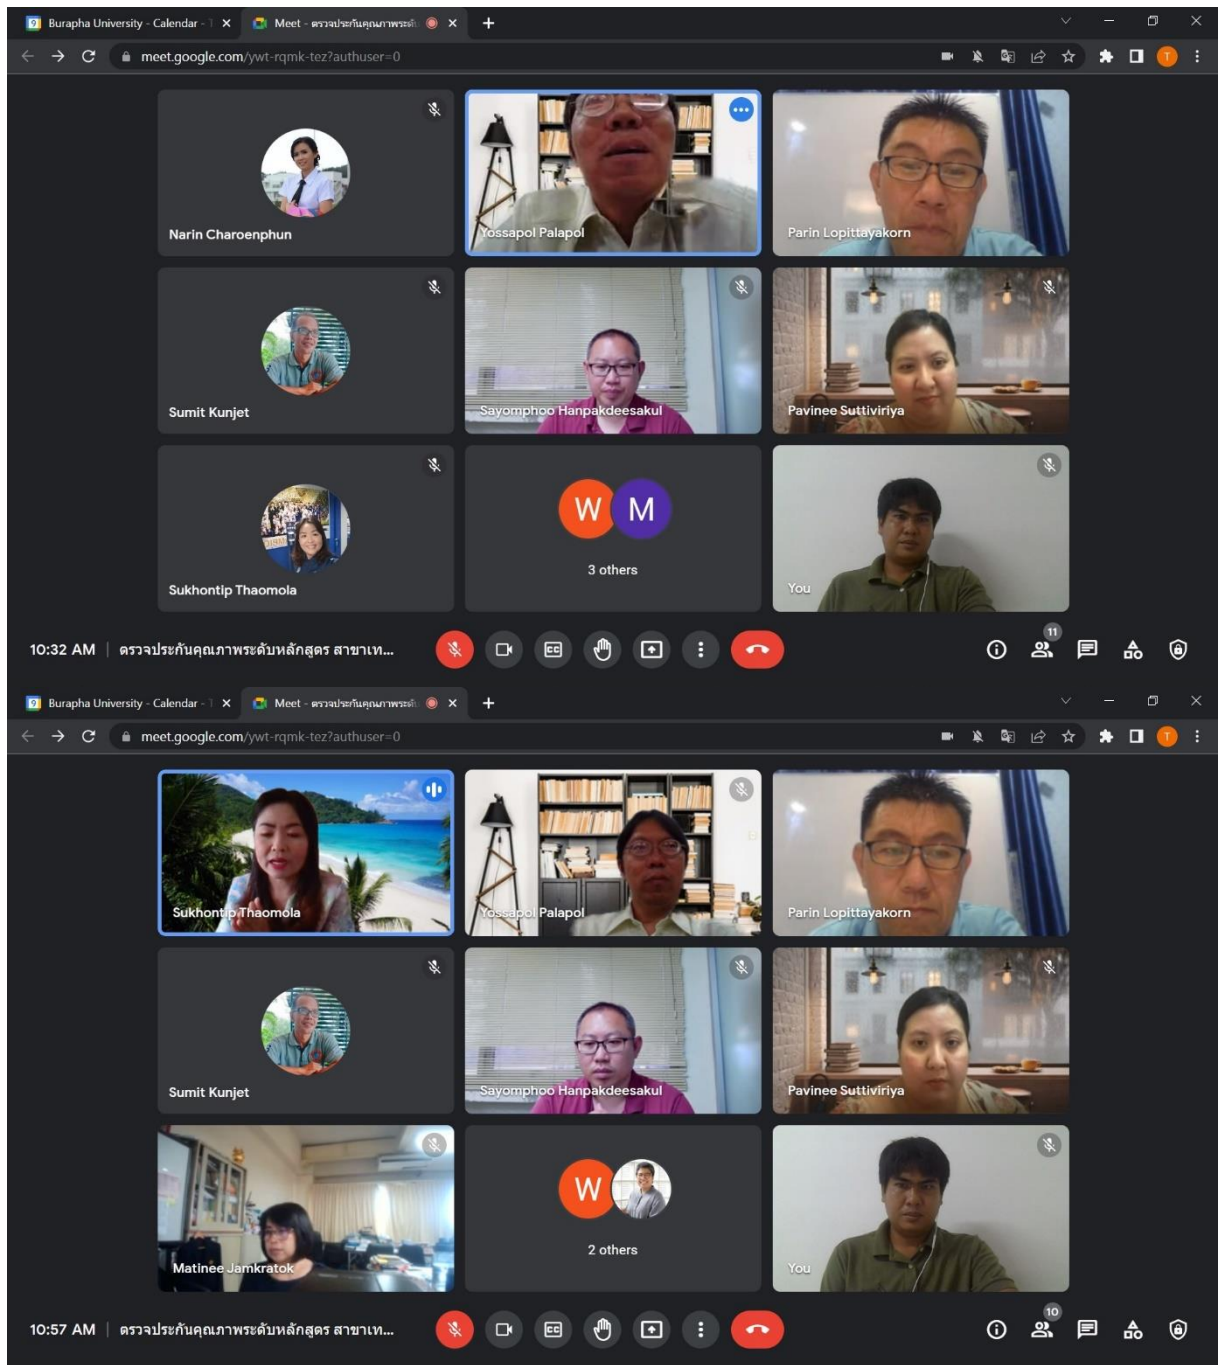 Burapha University - Calendar - T
Meet - ตรวจประกันคุณภาพระดับ
meet.google.com/ywt-rqmk-tez?authuser=0
T
Narin Charoenphun
Yossapol Palapol
Parin Lopittayakorn
Sumit Kunjet
Sayomphoo Hanpakdeesakul
Pavinee Suttiviriya
Sukhontip Thaomola
W M
3 others
You
10:32 AM | ตรวจประกันคุณภาพระดับหลักสูตร สาขาเท...
CC
11
Burapha University - Calendar - T
Meet - ตรวจประกันคุณภาพระดับ
meet.google.com/ywt-rqmk-tez?authuser=0
T
Sukhontip Thaomola
Yossapol Palapol
Parin Lopittayakorn
Sumit Kunjet
Sayomphoo Hanpakdeesakul
Pavinee Suttiviriya
Matinee Jamkratok
W
2 others
You
10:57 AM | ตรวจประกันคุณภาพระดับหลักสูตร สาขาเท...
CC
10